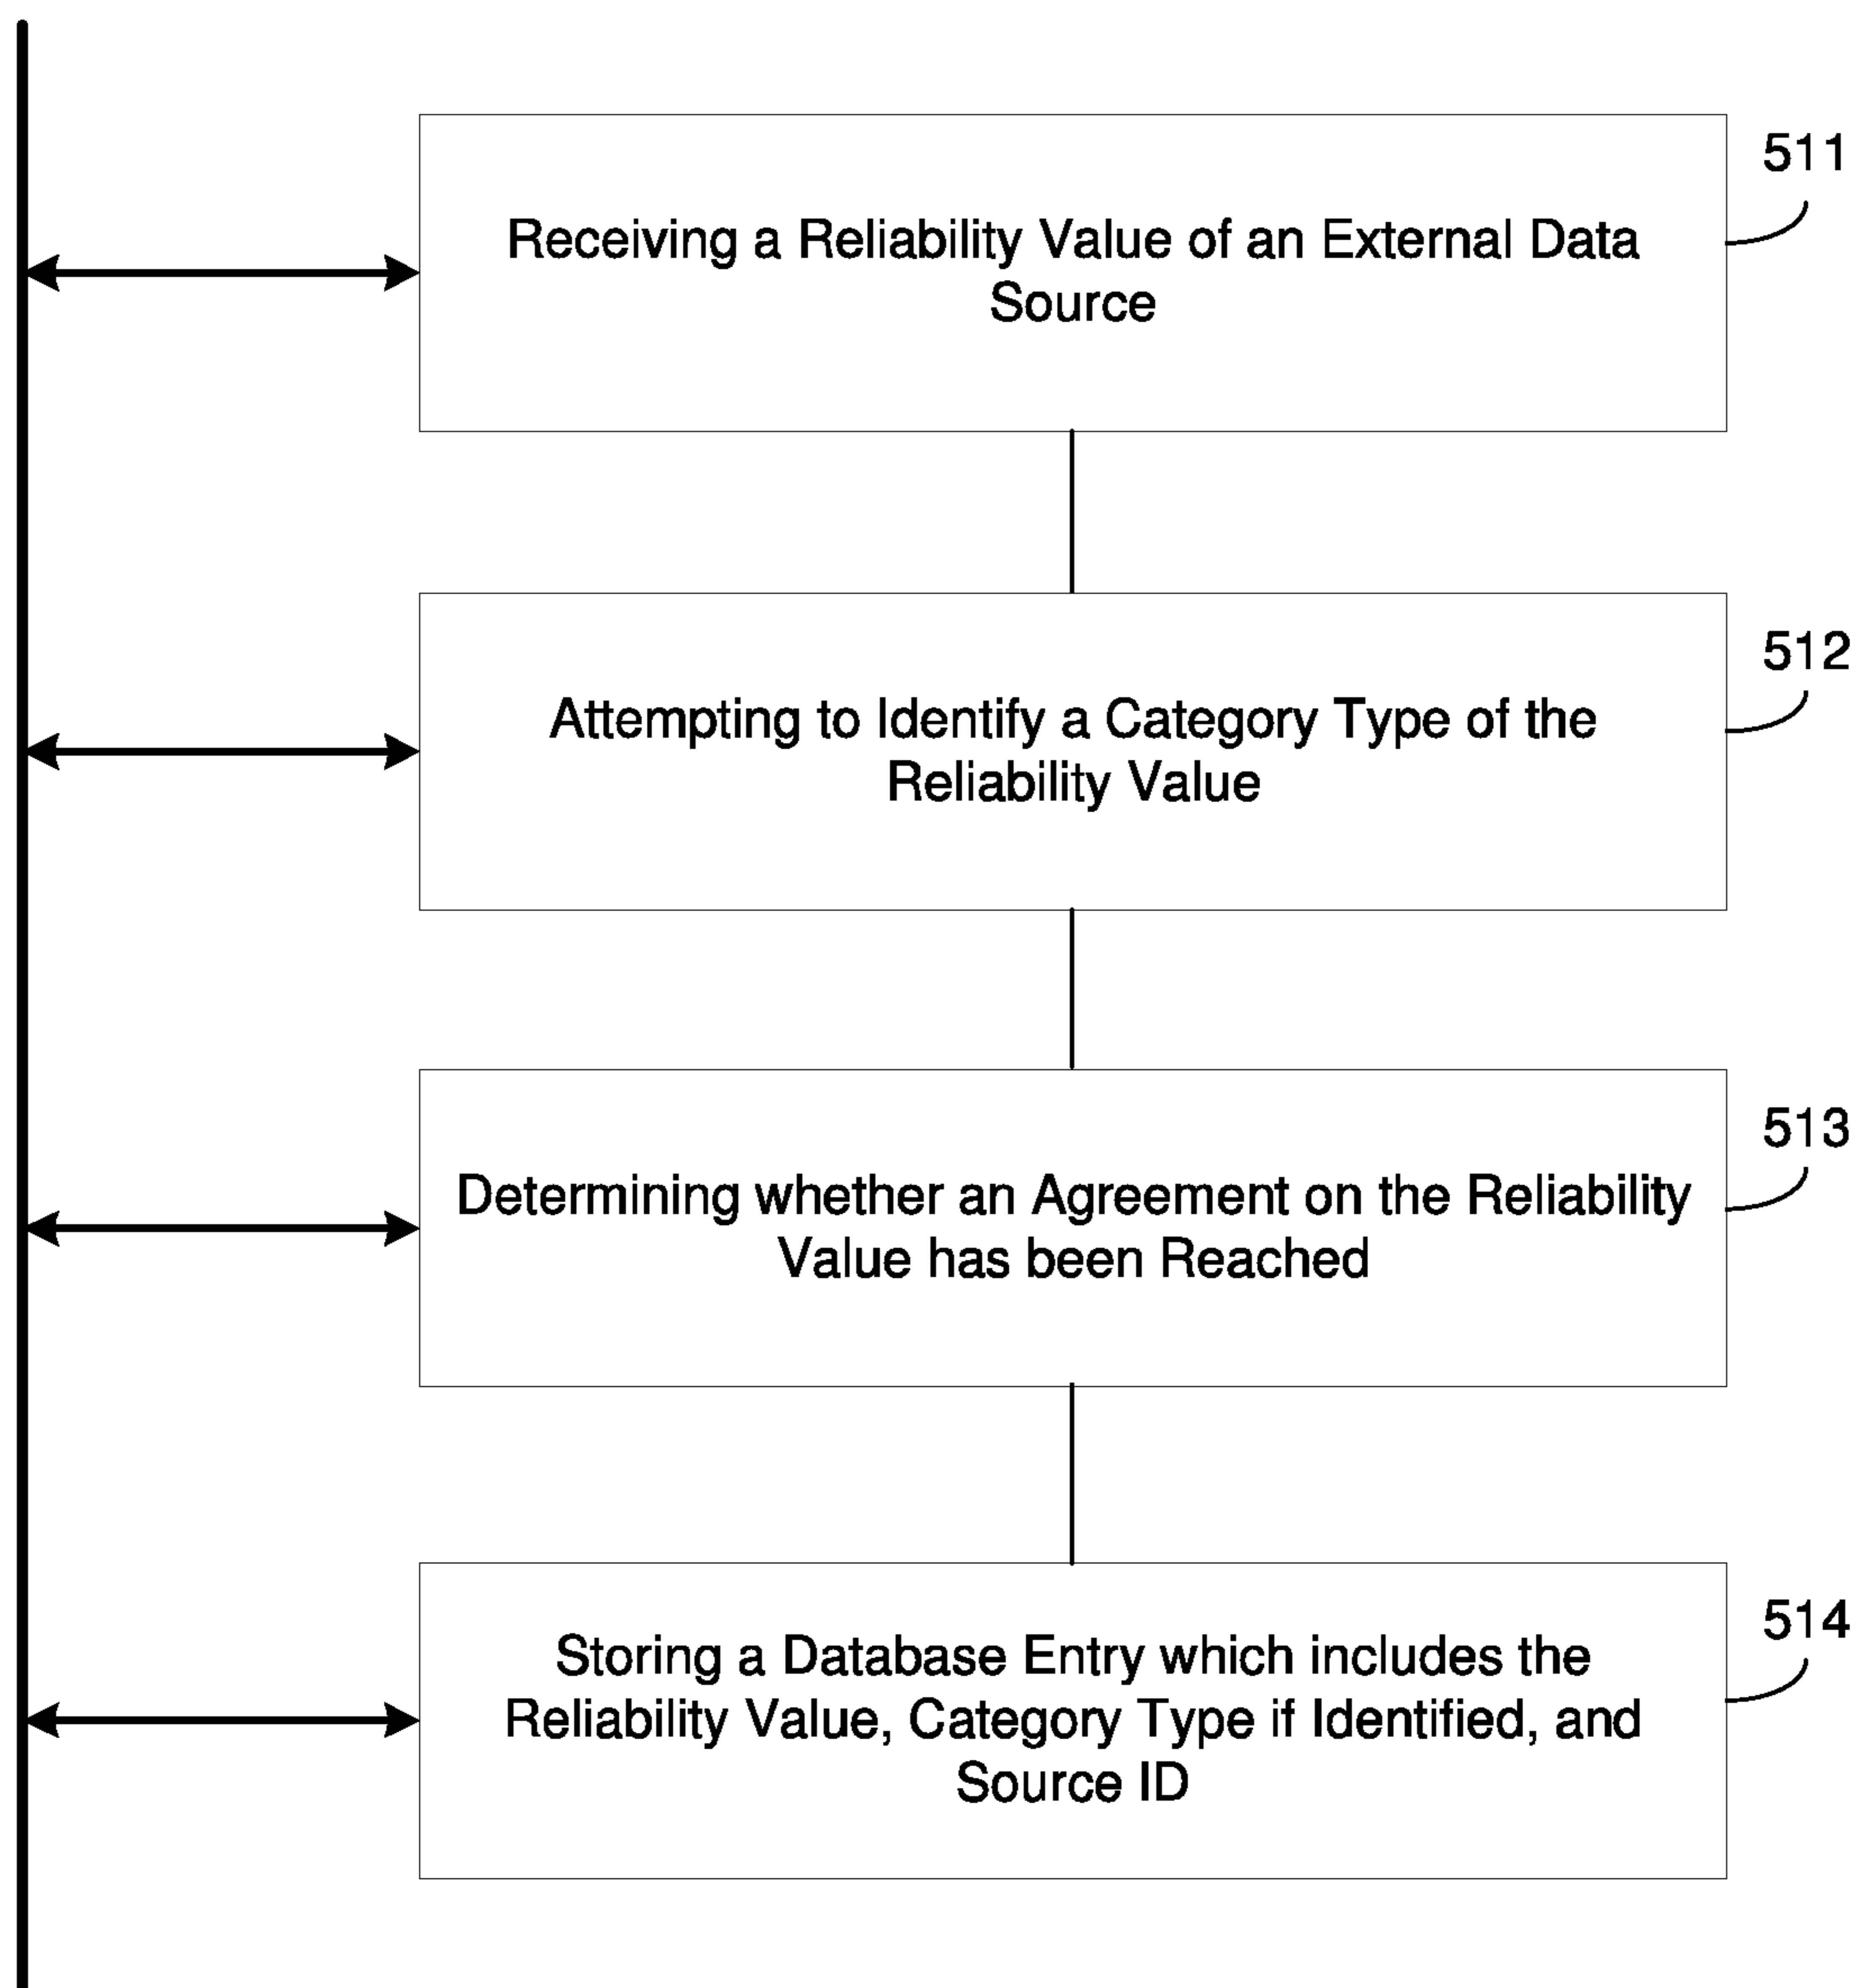 511
Receiving a Reliability Value of an External Data
Source
512
Attempting to Identify a Category Type of the
Reliability Value
513
Determining whether an Agreement on the Reliability
Value has been Reached
514
Storing a Database Entry which includes the
Reliability Value, Category Type if Identified, and
Source ID